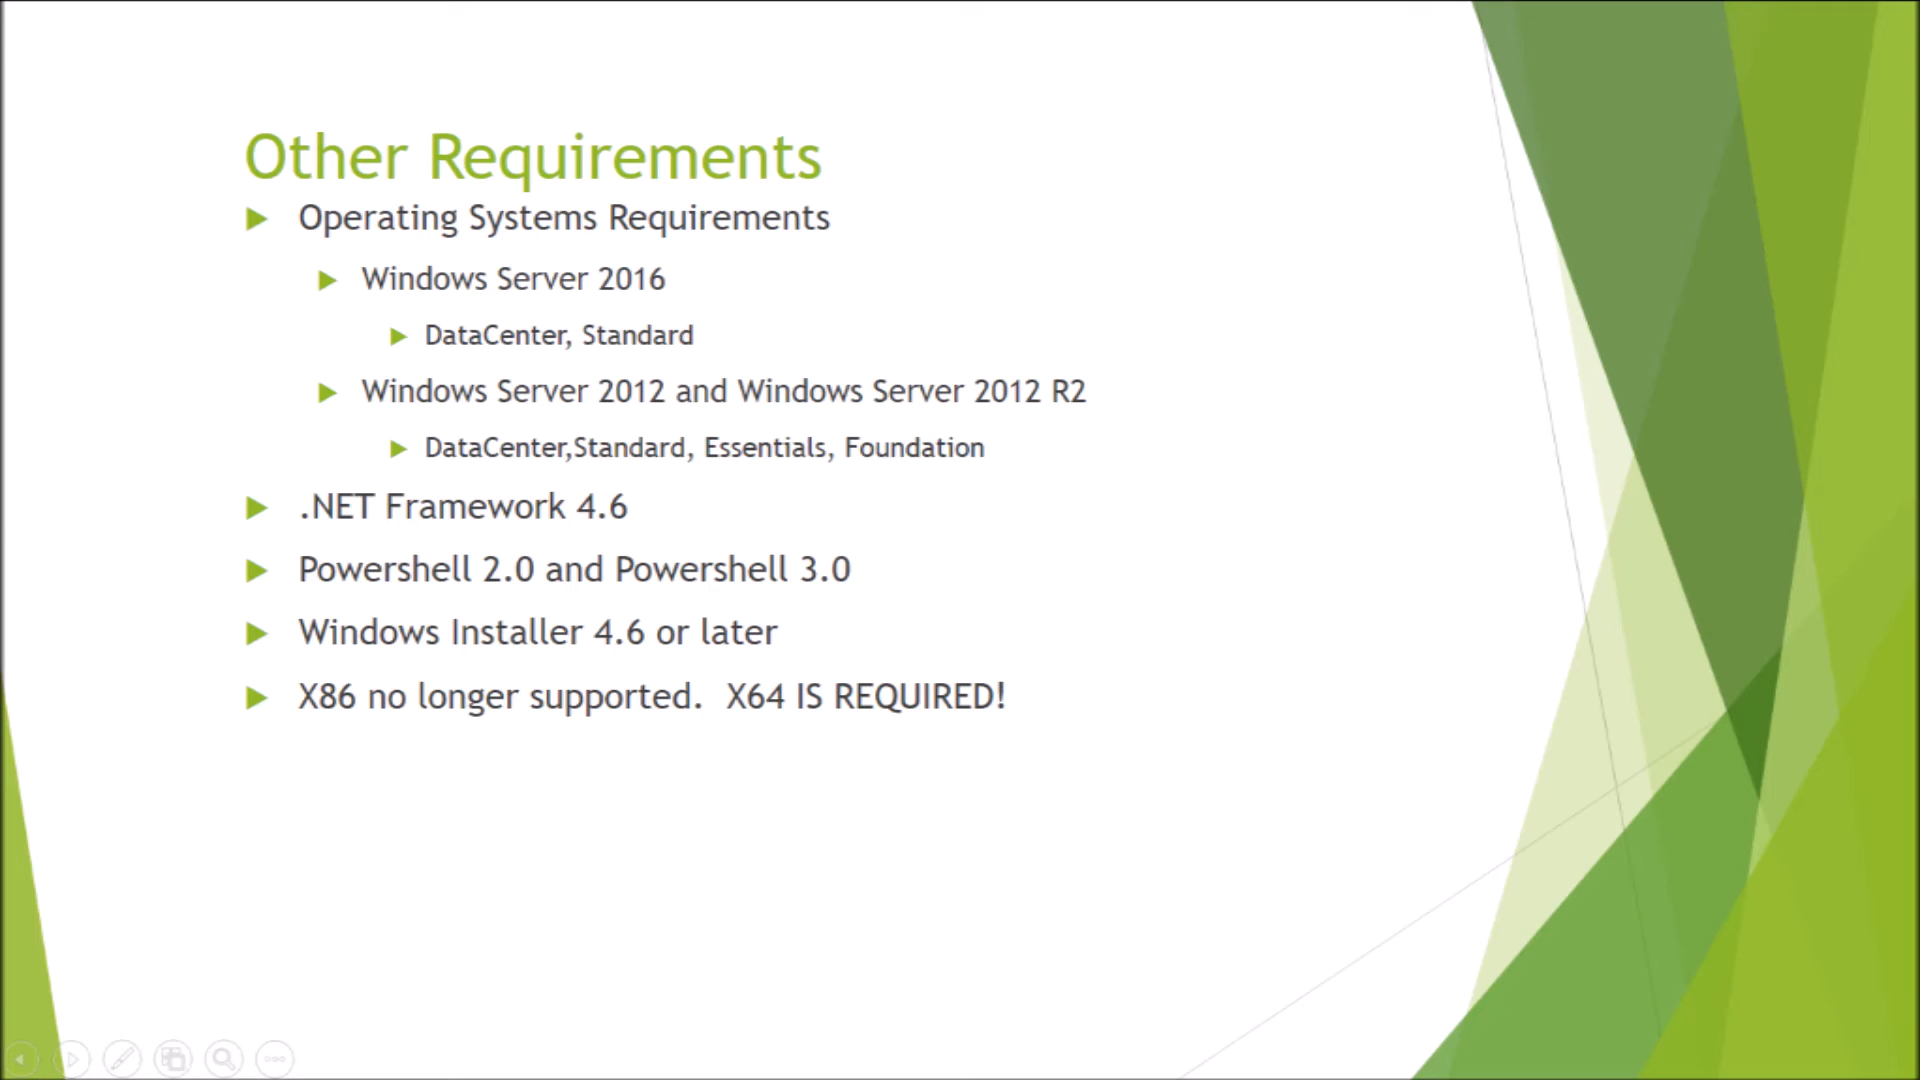 Other Requirements
Operating Systems Requirements
Windows Server 2016
DataCenter, Standard
Windows Server 2012 and Windows Server 2012 R2
DataCenter,Standard, Essentials, Foundation
.NET Framework 4.6
Powershell 2.0 and Powershell 3.0
Windows Installer 4.6 or later
X86 no longer supported.  X64 IS REQUIRED!